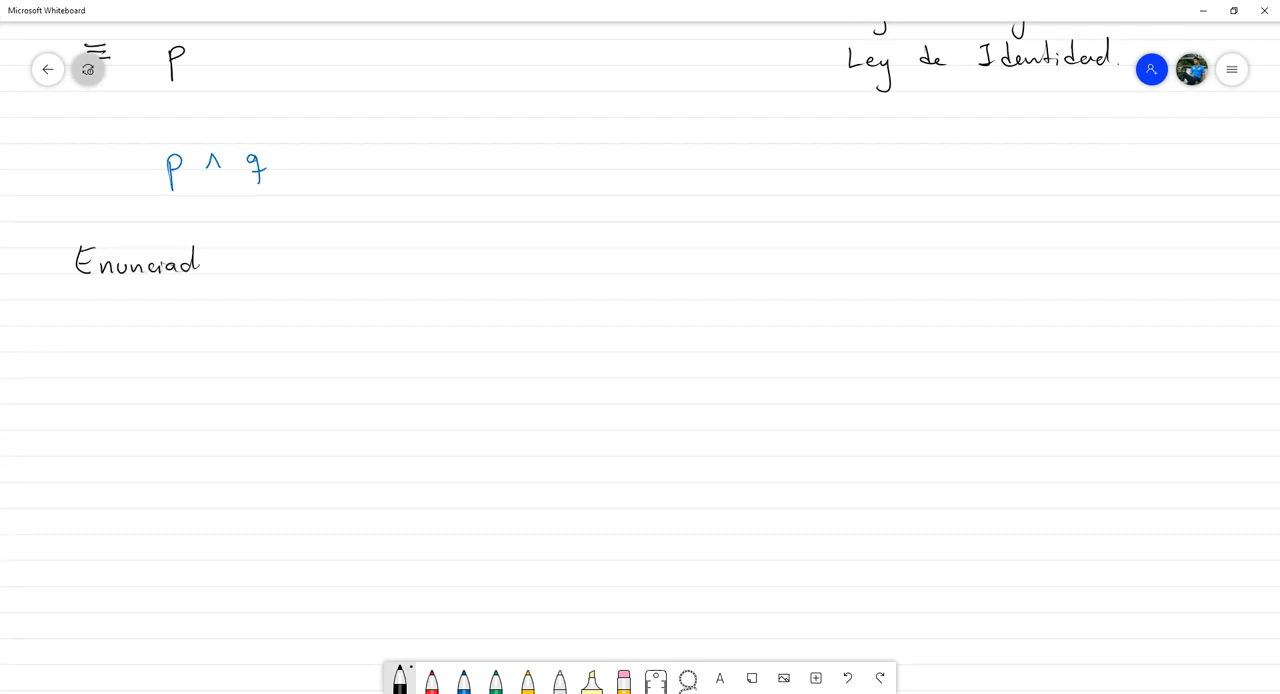 Microsoft Whiteboard
≡ p
Ley de Identidad.
p ∧ q
Enunciad